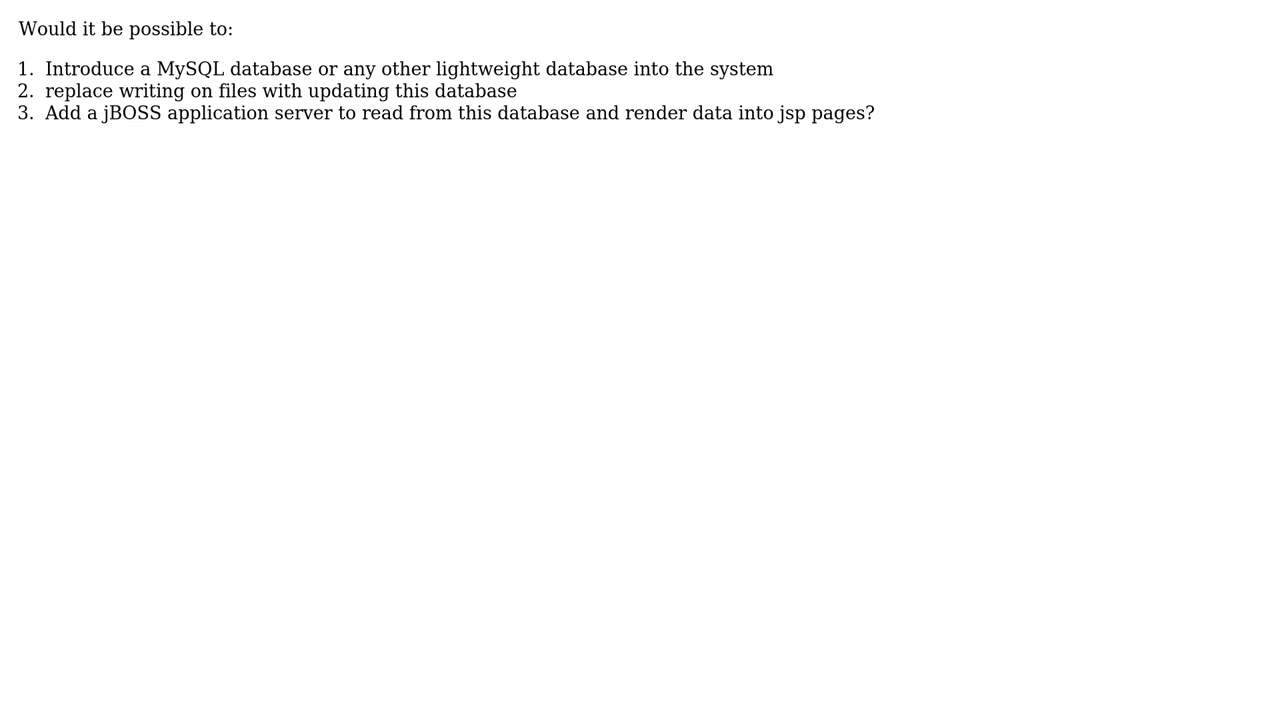 Would it be possible to:
1. Introduce a MySQL database or any other lightweight database into the system
2. replace writing on files with updating this database
3. Add a jBOSS application server to read from this database and render data into jsp pages?